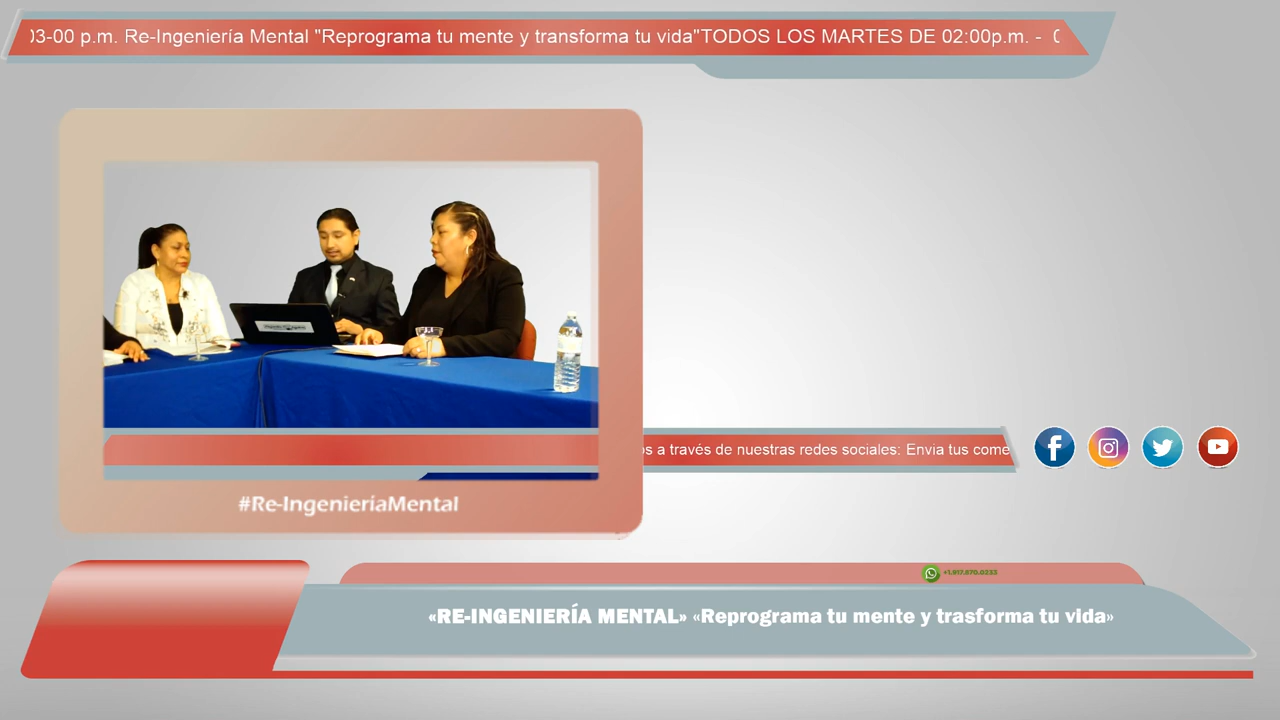 03-00 p.m. Re-Ingeniería Mental "Reprograma tu mente y transforma tu vida"TODOS LOS MARTES DE 02:00p.m. -
#Re-IngenieríaMental
a través de nuestras redes sociales: Envia tus come
+1.917.670.0233
«RE-INGENIERÍA MENTAL» «Reprograma tu mente y trasforma tu vida»